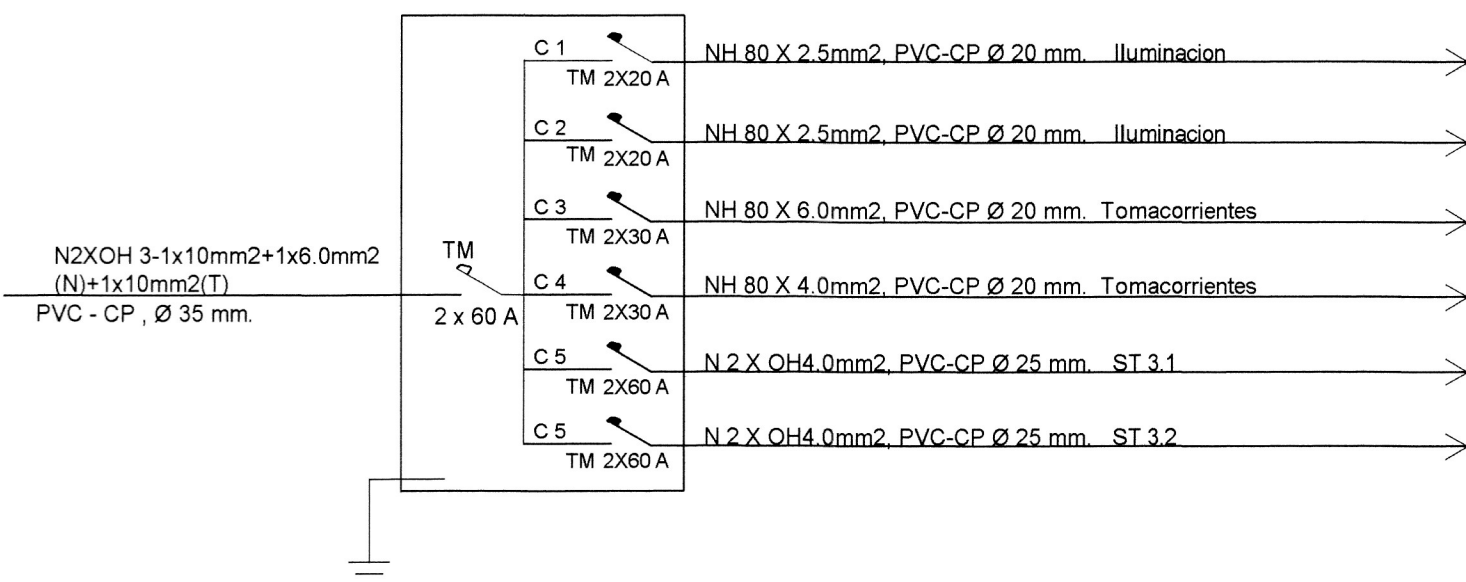 C 1
NH 80 X 2.5mm2, PVC-CP Ø 20 mm. Iluminacion
TM 2X20 A
C 2
NH 80 X 2.5mm2, PVC-CP Ø 20 mm. Iluminacion
TM 2X20 A
C 3
NH 80 X 6.0mm2, PVC-CP Ø 20 mm. Tomacorrientes
TM 2X30 A
N2XOH 3-1x10mm2+1x6.0mm2
(N)+1x10mm2(T)
PVC - CP , Ø 35 mm.
TM
2 x 60 A
C 4
NH 80 X 4.0mm2, PVC-CP Ø 20 mm. Tomacorrientes
TM 2X30 A
C 5
N 2 X OH4.0mm2, PVC-CP Ø 25 mm. ST 3.1
TM 2X60 A
C 5
N 2 X OH4.0mm2, PVC-CP Ø 25 mm. ST 3.2
TM 2X60 A